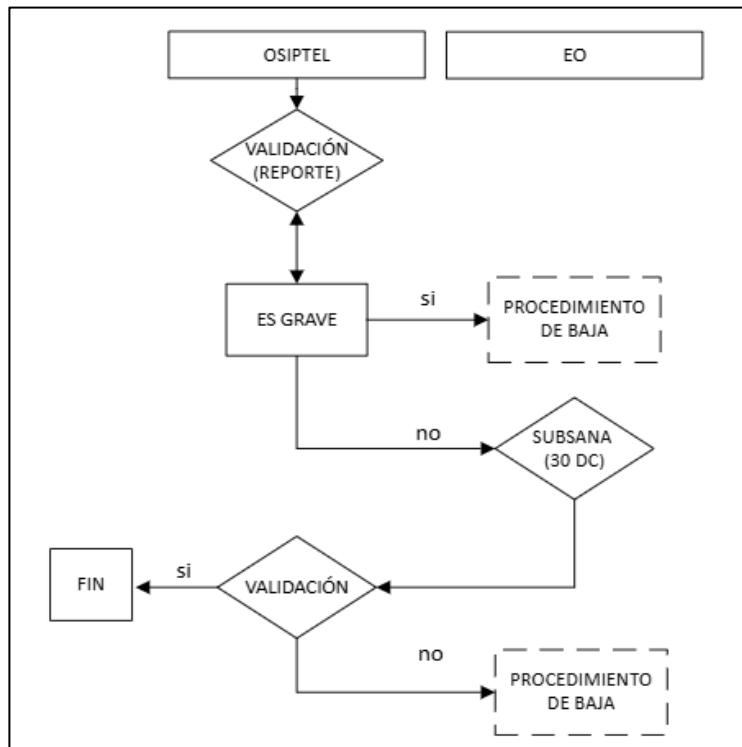 OSIPTEL
EO
VALIDACIÓN
(REPORTE)
ES GRAVE
si
PROCEDIMIENTO
DE BAJA
no
SUBSANA
(30 DC)
FIN
si
VALIDACIÓN
no
PROCEDIMIENTO
DE BAJA